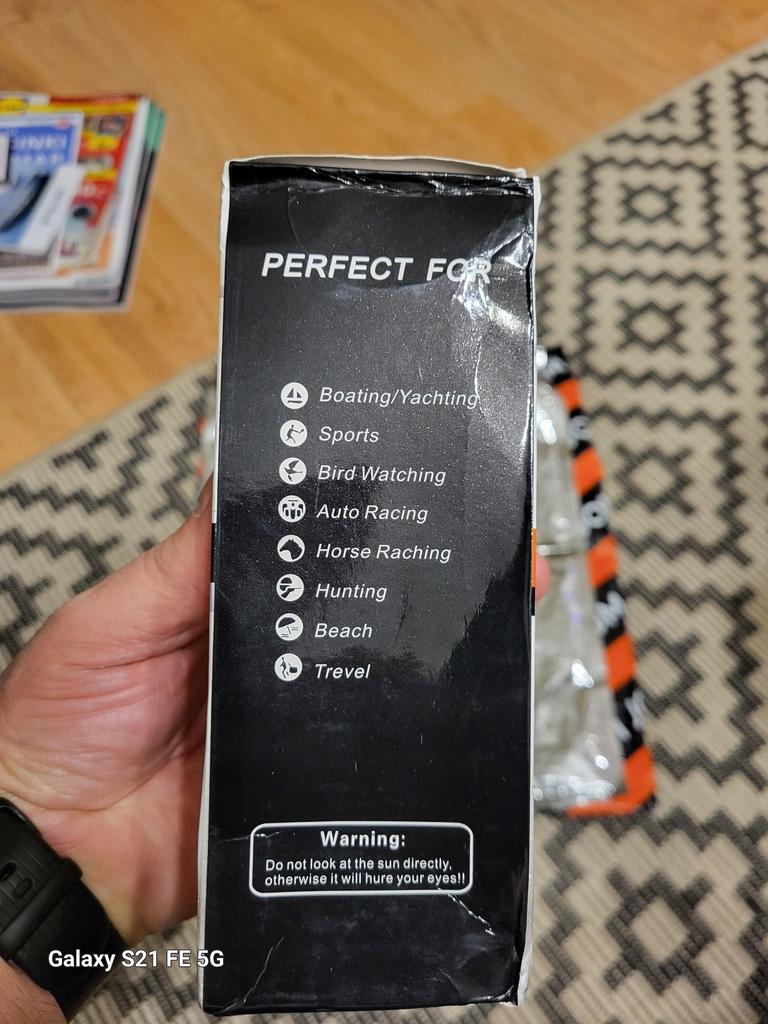 PERFECT FOR
Boating/Yachting
Sports
Bird Watching
Auto Racing
Horse Raching
Hunting
Beach
Trevel
Warning:
Do not look at the sun directly,
otherwise it will hure your eyes!!
Galaxy S21 FE 5G